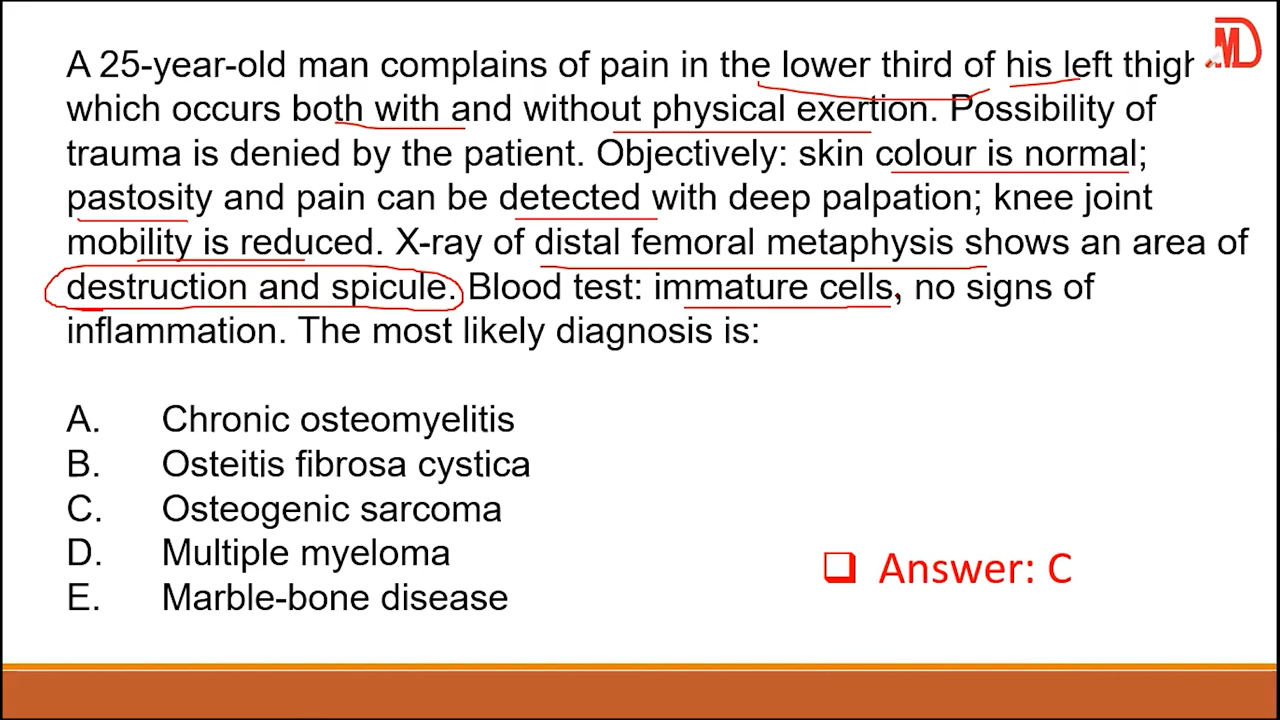 A 25-year-old man complains of pain in the lower third of his left thigh
which occurs both with and without physical exertion. Possibility of
trauma is denied by the patient. Objectively: skin colour is normal;
pastosity and pain can be detected with deep palpation; knee joint
mobility is reduced. X-ray of distal femoral metaphysis shows an area of
destruction and spicule. Blood test: immature cells, no signs of
inflammation. The most likely diagnosis is:
A. Chronic osteomyelitis
B. Osteitis fibrosa cystica
C. Osteogenic sarcoma
D. Multiple myeloma
E. Marble-bone disease
❑ Answer: C
MD